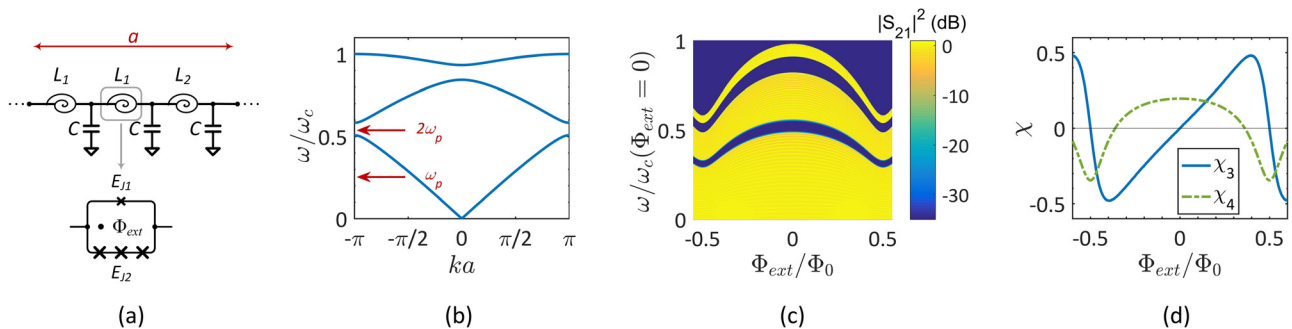 a
L1 L1 L2
C C C
EJ1
Φext
EJ2
(a)
ω/ωc
1
0.5
0
2ωp
ωp
-π -π/2 0 π/2 π
ka
(b)
|S21|² (dB)
ω/ωc(Φext = 0)
1
0.5
0
0
-10
-20
-30
-0.5 0 0.5
Φext/Φ0
(c)
χ
0.5
0
-0.5
χ3
χ4
-0.5 0 0.5
Φext/Φ0
(d)